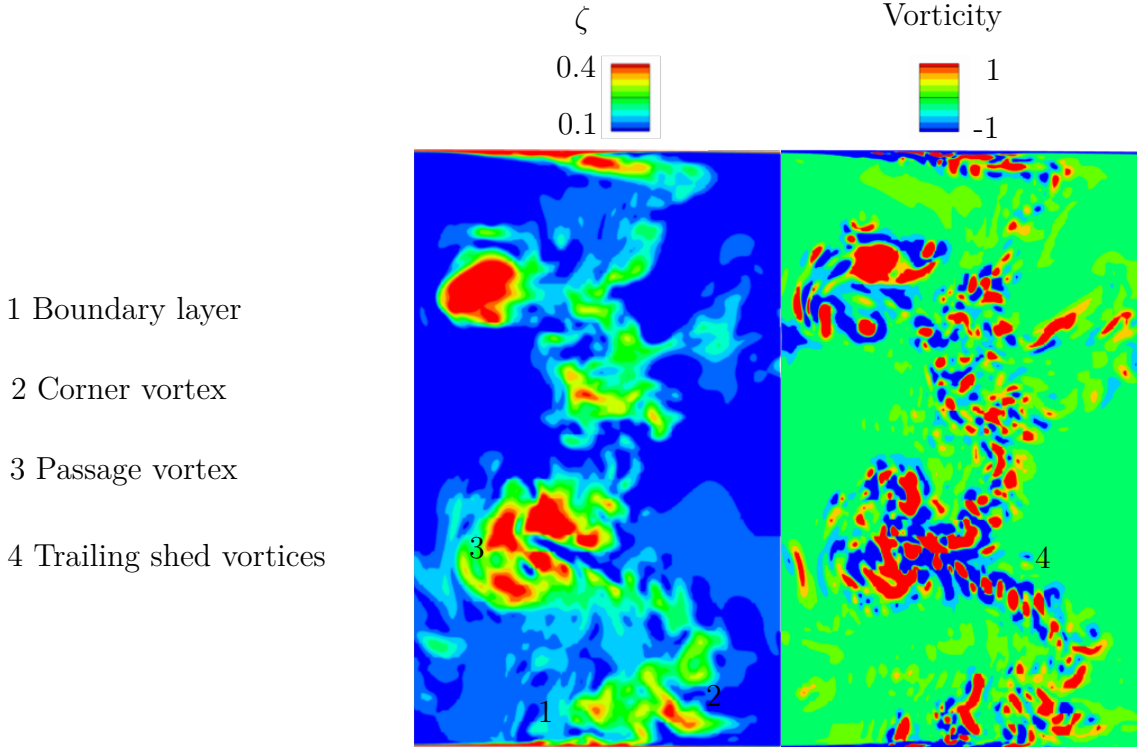 ζ
Vorticity
0.4
0.1
1
-1
1 Boundary layer
2 Corner vortex
3 Passage vortex
4 Trailing shed vortices
3
4
2
1